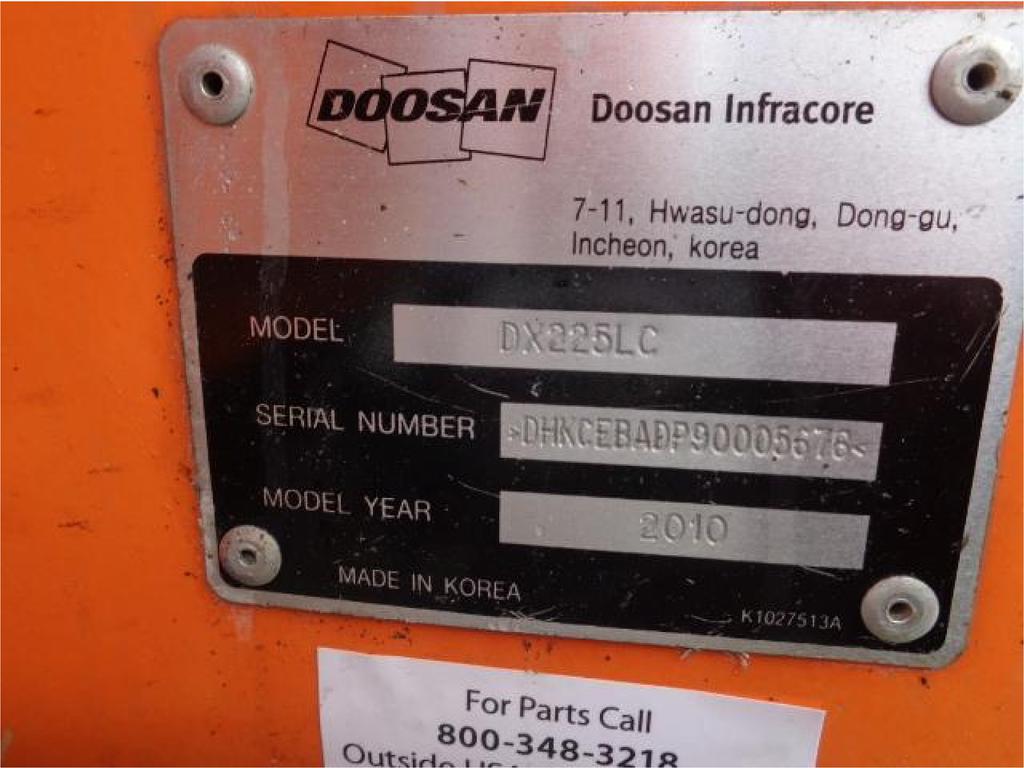 DOOSAN Doosan Infracore
7-11, Hwasu-dong, Dong-gu,
Incheon, korea
MODEL DX225LC
SERIAL NUMBER >DHKCEBADP90005676<
MODEL YEAR 2010
MADE IN KOREA
K1027513A
For Parts Call
800-348-3218
Outside